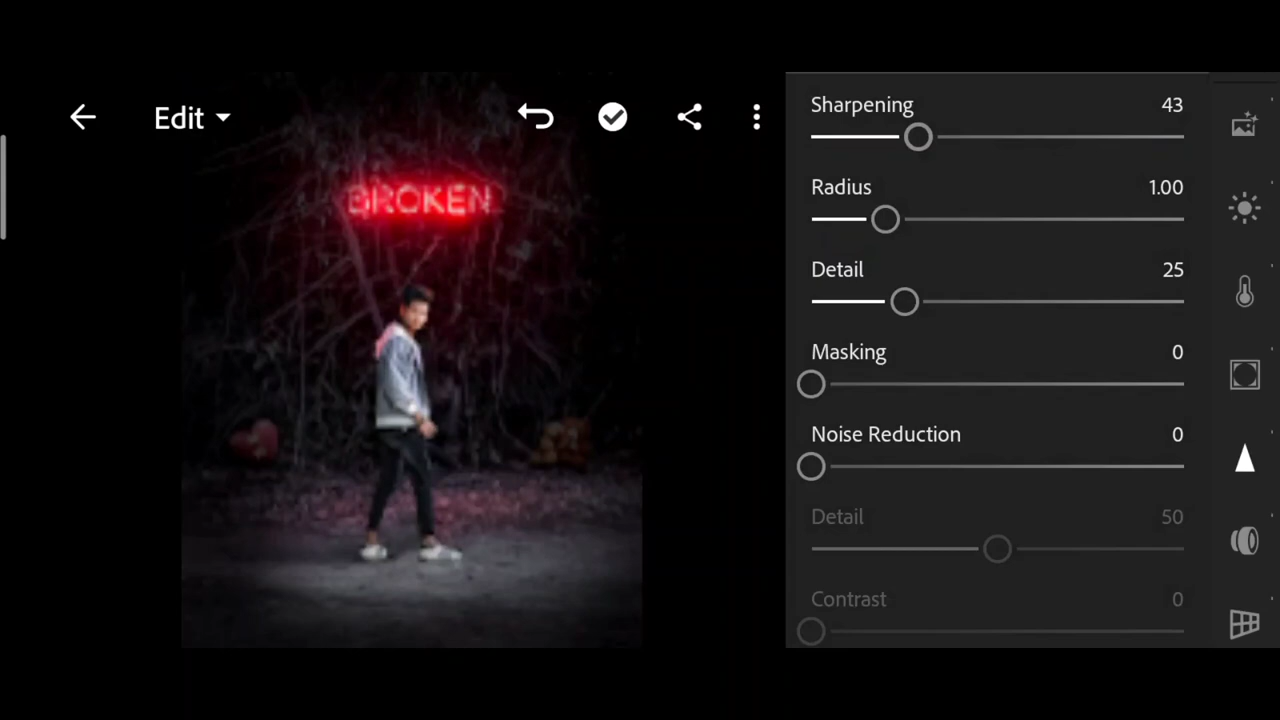 Edit
BROKEN
Sharpening 43
Radius 1.00
Detail 25
Masking 0
Noise Reduction 0
Detail 50
Contrast 0